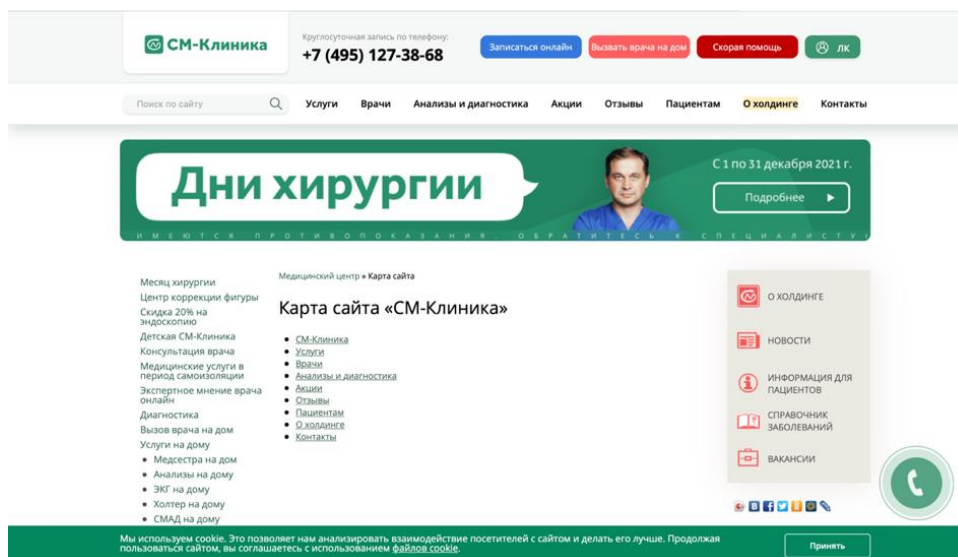 СМ-Клиника
Круглосуточная запись по телефону:
+7 (495) 127-38-68
Записаться онлайн
Вызвать врача на дом
Скорая помощь
ЛК
Поиск по сайту
Услуги
Врачи
Анализы и диагностика
Акции
Отзывы
Пациентам
О холдинге
Контакты
Дни хирургии
С 1 по 31 декабря 2021 г.
Подробнее
ИМЕЮТСЯ ПРОТИВОПОКАЗАНИЯ. ОБРАТИТЕСЬ К СПЕЦИАЛИСТУ
Месяц хирургии
Центр коррекции фигуры
Скидка 20% на
эндоскопию
Детская СМ-Клиника
Консультация врача
Медицинские услуги в
период самоизоляции
Экспертное мнение врача
онлайн
Диагностика
Вызов врача на дом
Услуги на дому
• Медсестра на дом
• Анализы на дому
• ЭКГ на дому
• Холтер на дому
• СМАД на дому
Медицинский центр » Карта сайта
Карта сайта «СМ-Клиника»
• СМ-Клиника
• Услуги
• Врачи
• Анализы и диагностика
• Акции
• Отзывы
• Пациентам
• О холдинге
• Контакты
О ХОЛДИНГЕ
НОВОСТИ
ИНФОРМАЦИЯ ДЛЯ
ПАЦИЕНТОВ
СПРАВОЧНИК
ЗАБОЛЕВАНИЙ
ВАКАНСИИ
Мы используем cookie. Это позволяет нам анализировать взаимодействие посетителей с сайтом и делать его лучше. Продолжая
пользоваться сайтом, вы соглашаетесь с использованием файлов cookie.
Принять